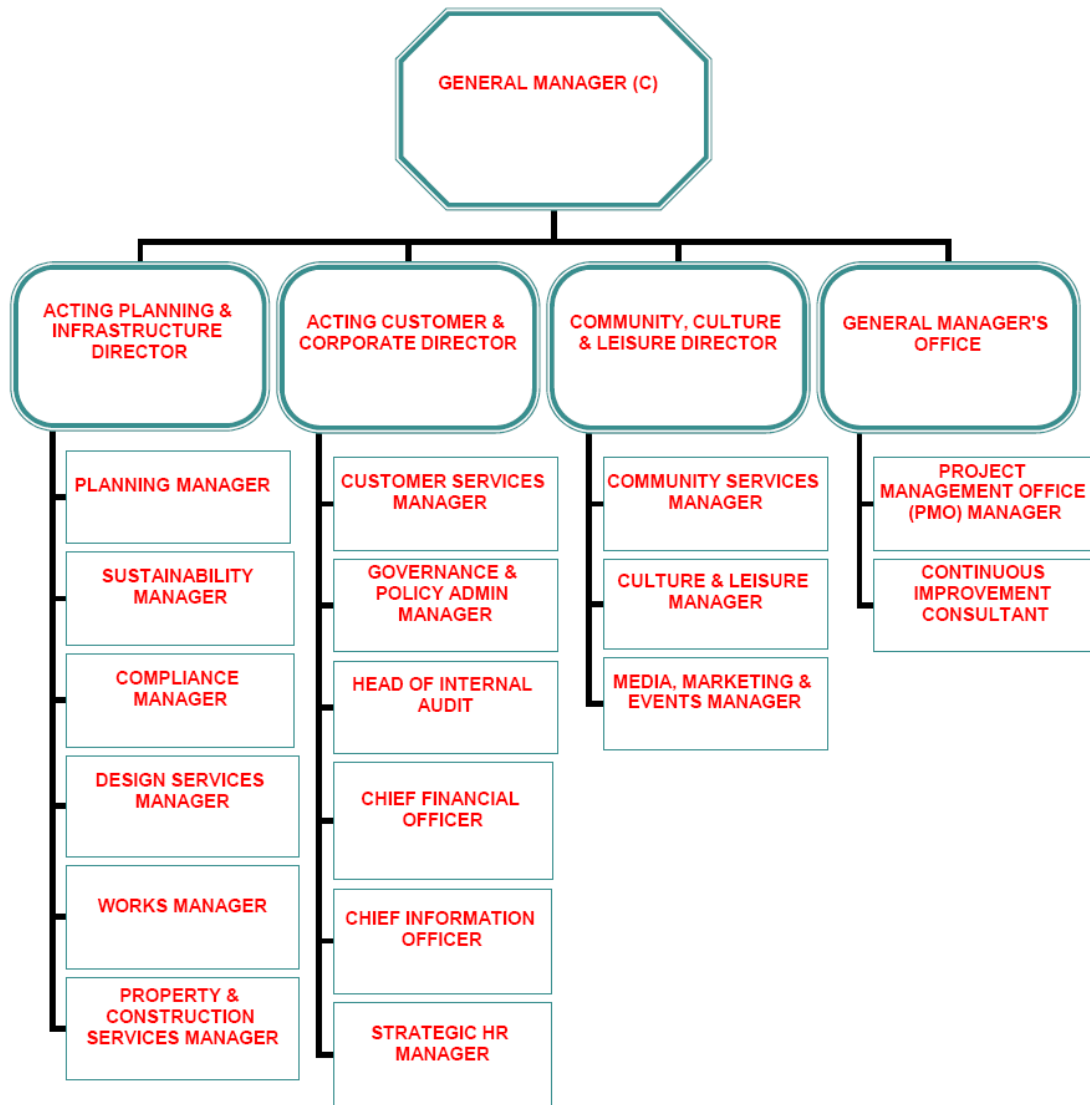 GENERAL MANAGER (C)
ACTING PLANNING &
INFRASTRUCTURE
DIRECTOR
ACTING CUSTOMER &
CORPORATE DIRECTOR
COMMUNITY, CULTURE
& LEISURE DIRECTOR
GENERAL MANAGER'S
OFFICE
PLANNING MANAGER
SUSTAINABILITY
MANAGER
COMPLIANCE
MANAGER
DESIGN SERVICES
MANAGER
WORKS MANAGER
PROPERTY &
CONSTRUCTION
SERVICES MANAGER
CUSTOMER SERVICES
MANAGER
GOVERNANCE &
POLICY ADMIN
MANAGER
HEAD OF INTERNAL
AUDIT
CHIEF FINANCIAL
OFFICER
CHIEF INFORMATION
OFFICER
STRATEGIC HR
MANAGER
COMMUNITY SERVICES
MANAGER
CULTURE & LEISURE
MANAGER
MEDIA, MARKETING &
EVENTS MANAGER
PROJECT
MANAGEMENT OFFICE
(PMO) MANAGER
CONTINUOUS
IMPROVEMENT
CONSULTANT